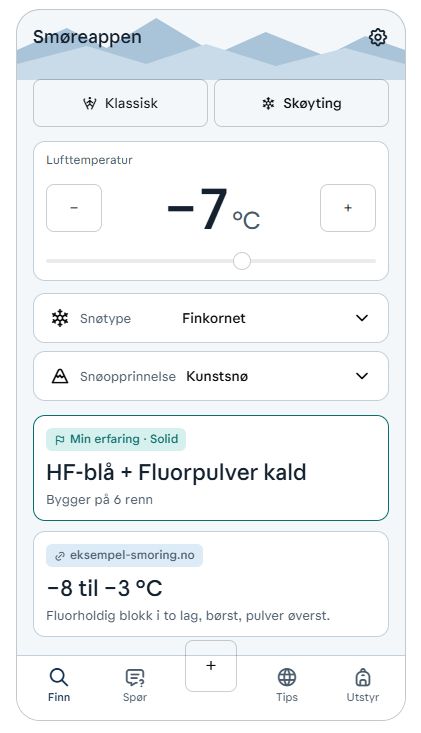 Smøreappen
Klassisk
Skøyting
Lufttemperatur
− −7 °C +
Snøtype Finkornet
Snøopprinnelse Kunstsnø
Min erfaring · Solid
HF-blå + Fluorpulver kald
Bygger på 6 renn
eksempel-smoring.no
−8 til −3 °C
Fluorholdig blokk i to lag, børst, pulver øverst.
+
Finn Spør Tips Utstyr